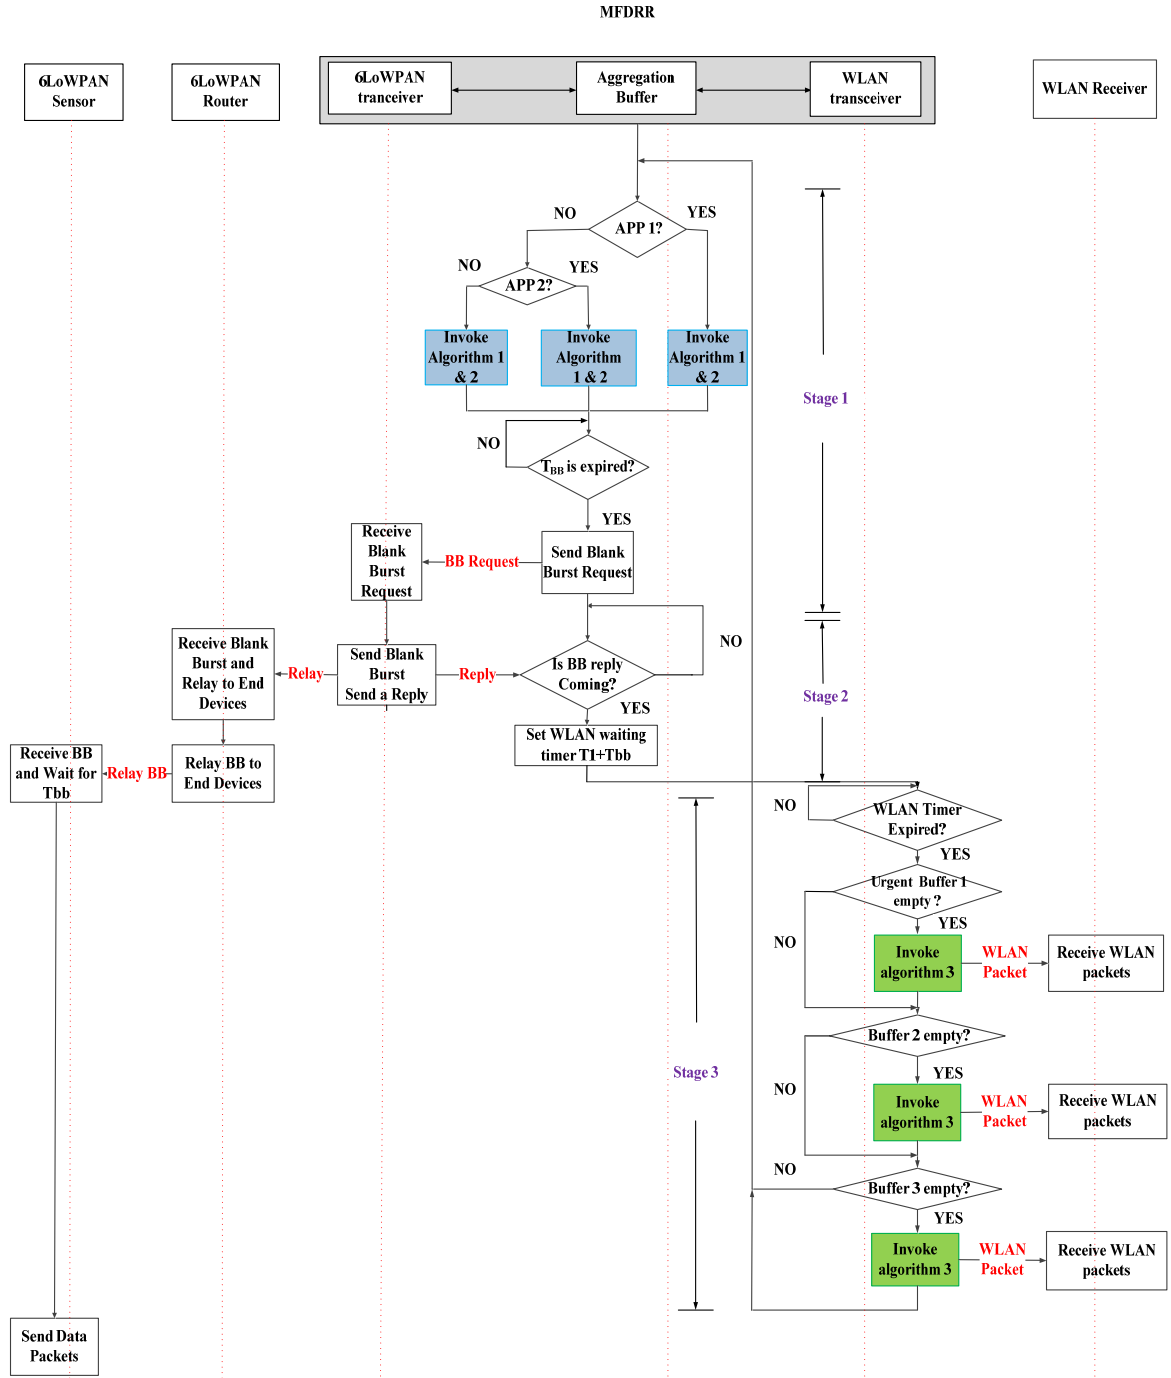 MFDRR
6LoWPAN
Sensor
6LoWPAN
Router
6LoWPAN
tranceiver
Aggregation
Buffer
WLAN
transceiver
WLAN Receiver
NO
YES
APP 1?
NO
YES
APP 2?
Invoke
Algorithm 1
& 2
Invoke
Algorithm
1 & 2
Invoke
Algorithm 1
& 2
Stage 1
NO
TBB is expired?
YES
Receive
Blank
Burst
Request
BB Request
Send Blank
Burst Request
NO
Receive Blank
Burst and
Relay to End
Devices
Relay
Send Blank
Burst
Send a Reply
Reply
Is BB reply
Coming?
Stage 2
YES
Set WLAN waiting
timer T1+Tbb
Receive BB
and Wait for
Tbb
Relay BB
Relay BB to
End Devices
NO
WLAN Timer
Expired?
YES
Urgent Buffer 1
empty ?
YES
NO
Invoke
algorithm 3
WLAN
Packet
Receive WLAN
packets
Buffer 2 empty?
YES
Stage 3
NO
Invoke
algorithm 3
WLAN
Packet
Receive WLAN
packets
NO
Buffer 3 empty?
YES
Invoke
algorithm 3
WLAN
Packet
Receive WLAN
packets
Send Data
Packets